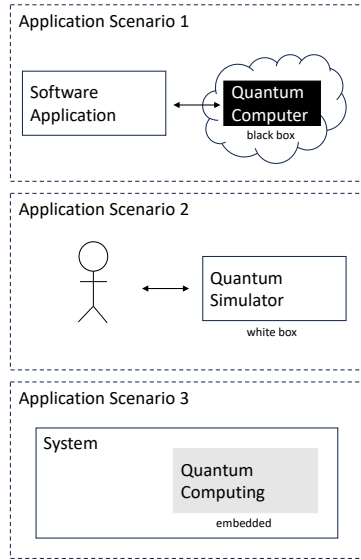 Application Scenario 1
Software
Application
Quantum
Computer
black box
Application Scenario 2
Quantum
Simulator
white box
Application Scenario 3
System
Quantum
Computing
embedded